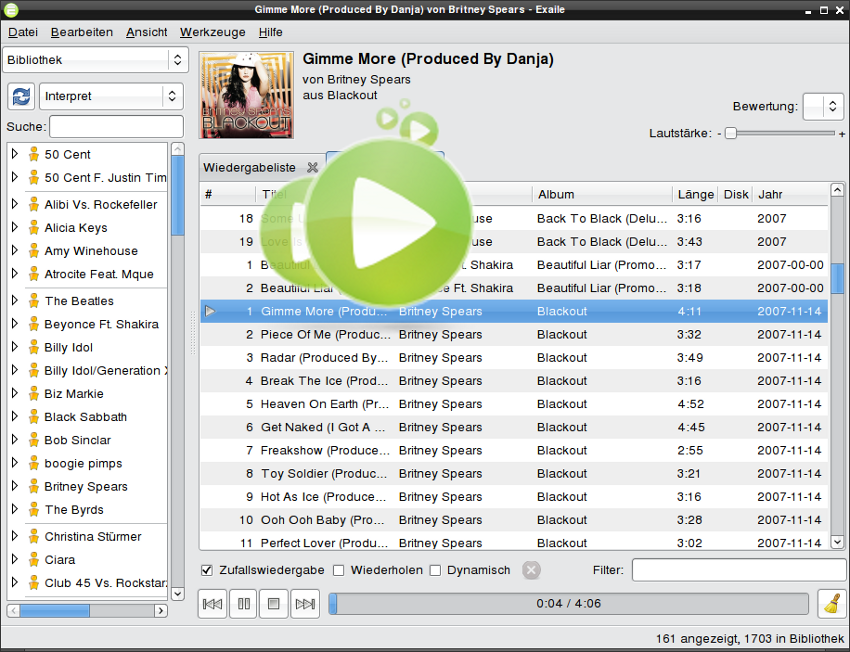 Gimme More (Produced By Danja) von Britney Spears - Exaile
Datei Bearbeiten Ansicht Werkzeuge Hilfe
Bibliothek
Interpret
Suche:
50 Cent
50 Cent F. Justin Tim
Alibi Vs. Rockefeller
Alicia Keys
Amy Winehouse
Atrocite Feat. Mque
The Beatles
Beyonce Ft. Shakira
Billy Idol
Billy Idol/Generation X
Biz Markie
Black Sabbath
Bob Sinclar
boogie pimps
Britney Spears
The Byrds
Christina Stürmer
Ciara
Club 45 Vs. Rockstar
BRITNEY SPEARS
BLACKOUT
Gimme More (Produced By Danja)
von Britney Spears
aus Blackout
Bewertung:
Lautstärke: - +
Wiedergabeliste
# Titel Album Länge Disk Jahr
18 Some L use Back To Black (Delu... 3:16 2007
19 Love Is use Back To Black (Delu... 3:43 2007
1 Beautiful Ft. Shakira Beautiful Liar (Promo... 3:17 2007-00-00
2 Beautiful Liar ce Ft. Shakira Beautiful Liar (Promo... 3:18 2007-00-00
1 Gimme More (Produ... Britney Spears Blackout 4:11 2007-11-14
2 Piece Of Me (Produc... Britney Spears Blackout 3:32 2007-11-14
3 Radar (Produced By... Britney Spears Blackout 3:49 2007-11-14
4 Break The Ice (Prod... Britney Spears Blackout 3:16 2007-11-14
5 Heaven On Earth (Pr... Britney Spears Blackout 4:52 2007-11-14
6 Get Naked (I Got A ... Britney Spears Blackout 4:45 2007-11-14
7 Freakshow (Produce... Britney Spears Blackout 2:55 2007-11-14
8 Toy Soldier (Produc... Britney Spears Blackout 3:21 2007-11-14
9 Hot As Ice (Produce... Britney Spears Blackout 3:16 2007-11-14
10 Ooh Ooh Baby (Pro... Britney Spears Blackout 3:28 2007-11-14
11 Perfect Lover (Produ... Britney Spears Blackout 3:02 2007-11-14
Zufallswiedergabe Wiederholen Dynamisch Filter:
0:04 / 4:06
161 angezeigt, 1703 in Bibliothek